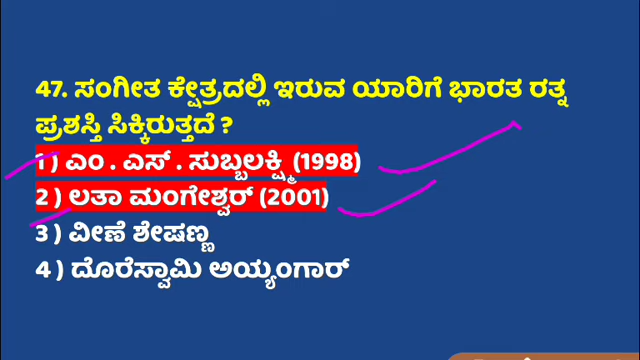 47. ಸಂಗೀತ ಕ್ಷೇತ್ರದಲ್ಲಿ ಇರುವ ಯಾರಿಗೆ ಭಾರತ ರತ್ನ
ಪ್ರಶಸ್ತಿ ಸಿಕ್ಕಿರುತ್ತದೆ ?
1 ) ಎಂ . ಎಸ್ . ಸುಬ್ಬಲಕ್ಷ್ಮಿ (1998)
2 ) ಲತಾ ಮಂಗೇಶ್ವರ್ (2001)
3 ) ವೀಣೆ ಶೇಷಣ್ಣ
4 ) ದೊರೆಸ್ವಾಮಿ ಅಯ್ಯಂಗಾರ್